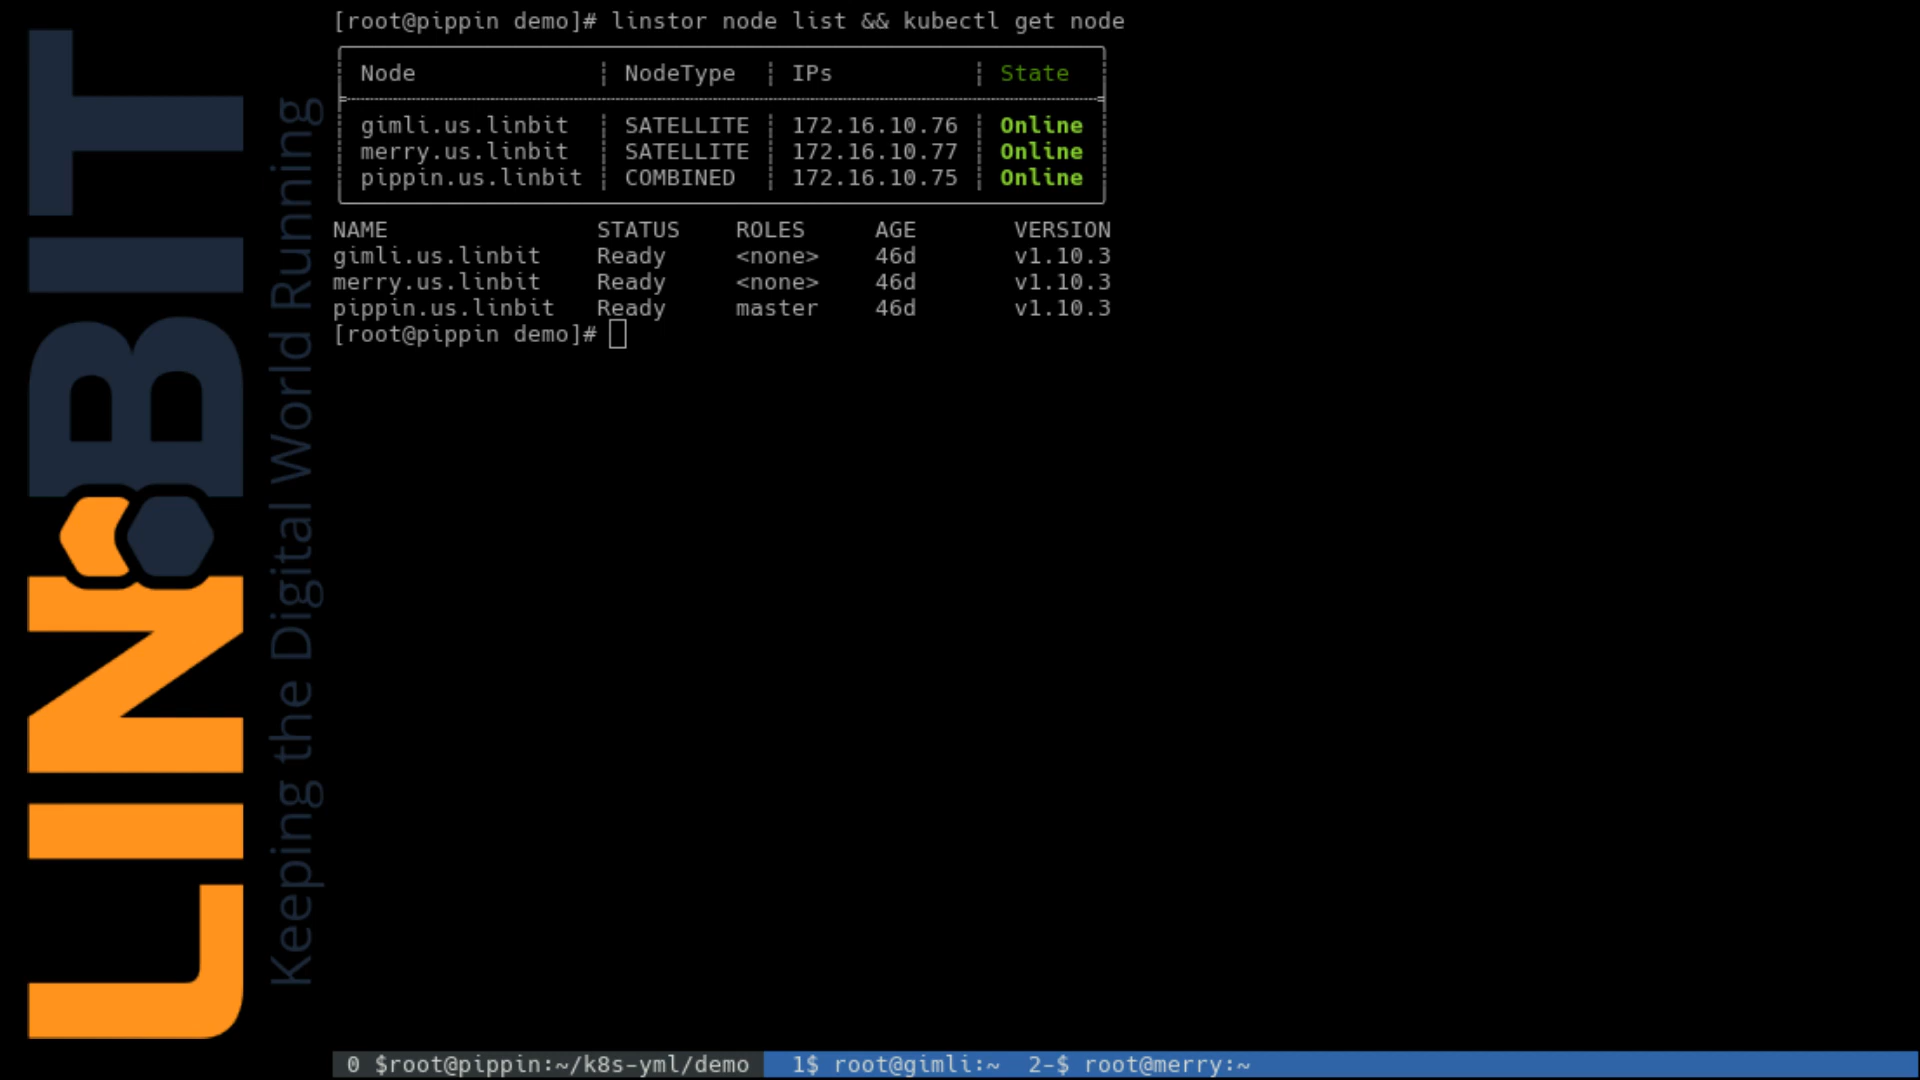 LINBIT
Keeping the Digital World Running
[root@pippin demo]# linstor node list && kubectl get node
Node ┊ NodeType ┊ IPs ┊ State
gimli.us.linbit ┊ SATELLITE ┊ 172.16.10.76 ┊ Online
merry.us.linbit ┊ SATELLITE ┊ 172.16.10.77 ┊ Online
pippin.us.linbit ┊ COMBINED ┊ 172.16.10.75 ┊ Online
NAME STATUS ROLES AGE VERSION
gimli.us.linbit Ready <none> 46d v1.10.3
merry.us.linbit Ready <none> 46d v1.10.3
pippin.us.linbit Ready master 46d v1.10.3
[root@pippin demo]#
0 $root@pippin:~/k8s-yml/demo 1$ root@gimli:~ 2-$ root@merry:~